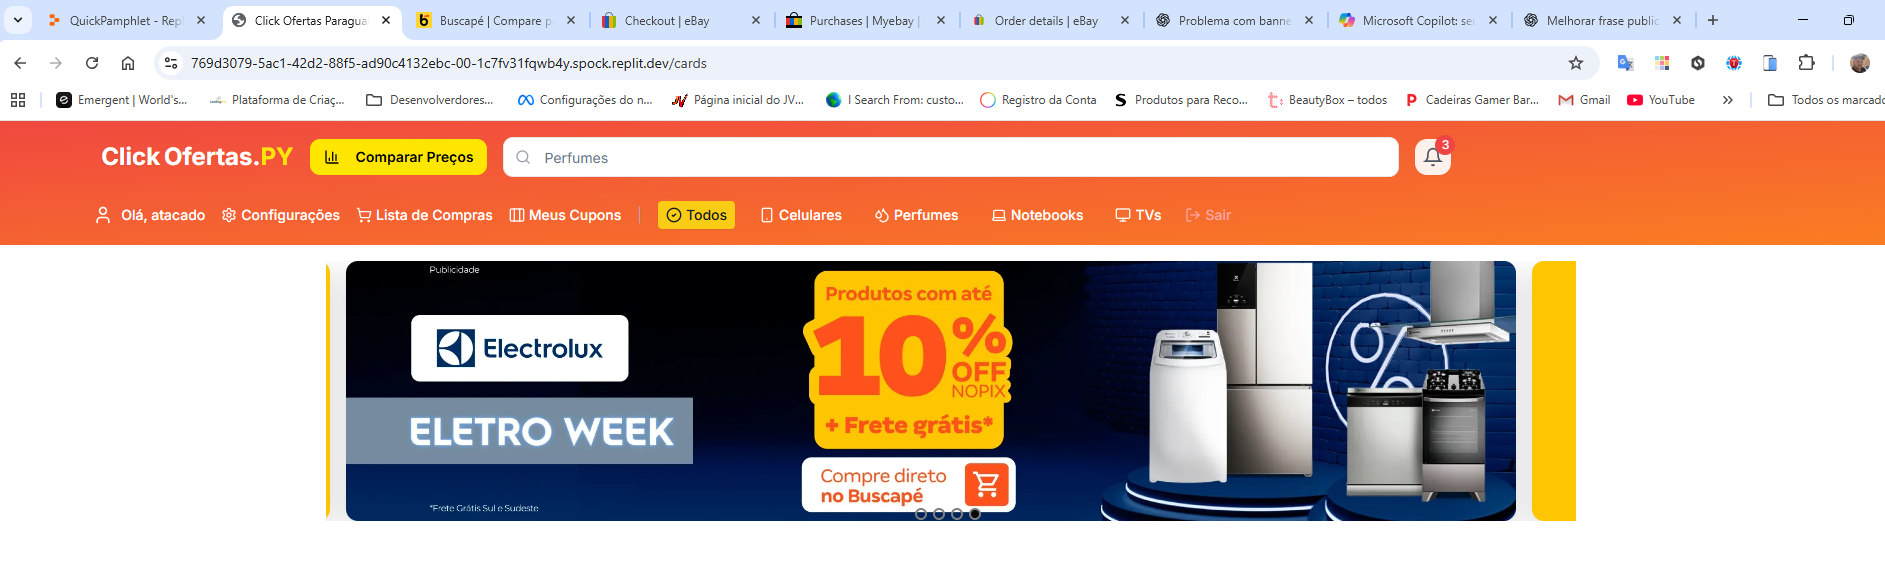 QuickPamphlet - Repl
Click Ofertas Paragua
Buscapé | Compare p
Checkout | eBay
Purchases | Myebay |
Order details | eBay
Problema com banne
Microsoft Copilot: seu
Melhorar frase public
769d3079-5ac1-42d2-88f5-ad90c4132ebc-00-1c7fv31fqwb4y.spock.replit.dev/cards
Emergent | World's...
Plataforma de Criaç...
Desenvolverdores...
Configurações do n...
Página inicial do JV...
I Search From: custo...
Registro da Conta
Produtos para Reco...
BeautyBox – todos
Cadeiras Gamer Bar...
Gmail
YouTube
Todos os marcado
Click Ofertas.PY
Comparar Preços
Perfumes
3
Olá, atacado
Configurações
Lista de Compras
Meus Cupons
Todos
Celulares
Perfumes
Notebooks
TVs
Sair
Publicidade
Electrolux
ELETRO WEEK
*Frete Grátis Sul e Sudeste
Produtos com até
10%
OFF
NO PIX
+ Frete grátis*
Compre direto
no Buscapé